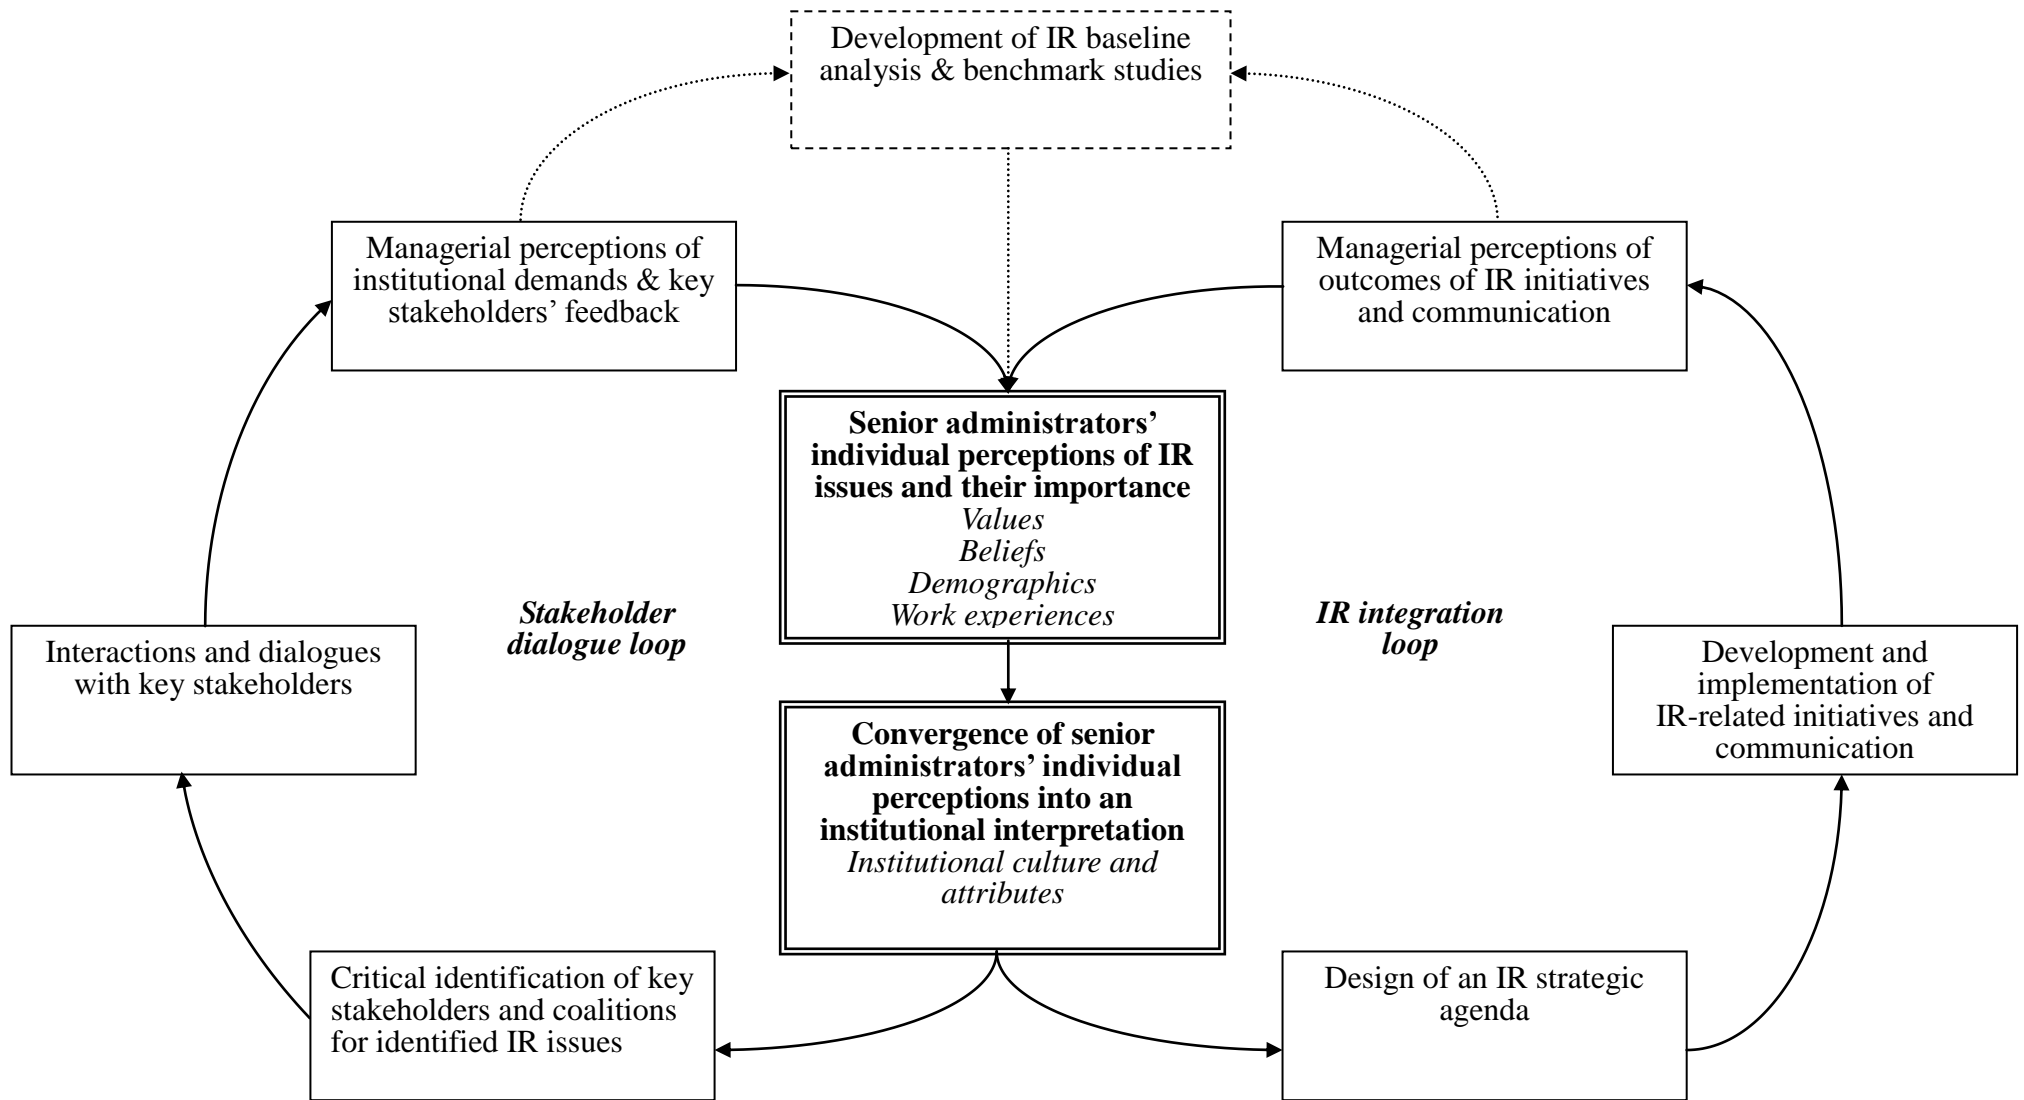 Development of IR baseline
analysis & benchmark studies
Managerial perceptions of
institutional demands & key
stakeholders’ feedback
Managerial perceptions of
outcomes of IR initiatives
and communication
Senior administrators’
individual perceptions of IR
issues and their importance
Values
Beliefs
Demographics
Work experiences
Stakeholder
dialogue loop
IR integration
loop
Interactions and dialogues
with key stakeholders
Development and
implementation of
IR-related initiatives and
communication
Convergence of senior
administrators’ individual
perceptions into an
institutional interpretation
Institutional culture and
attributes
Critical identification of key
stakeholders and coalitions
for identified IR issues
Design of an IR strategic
agenda